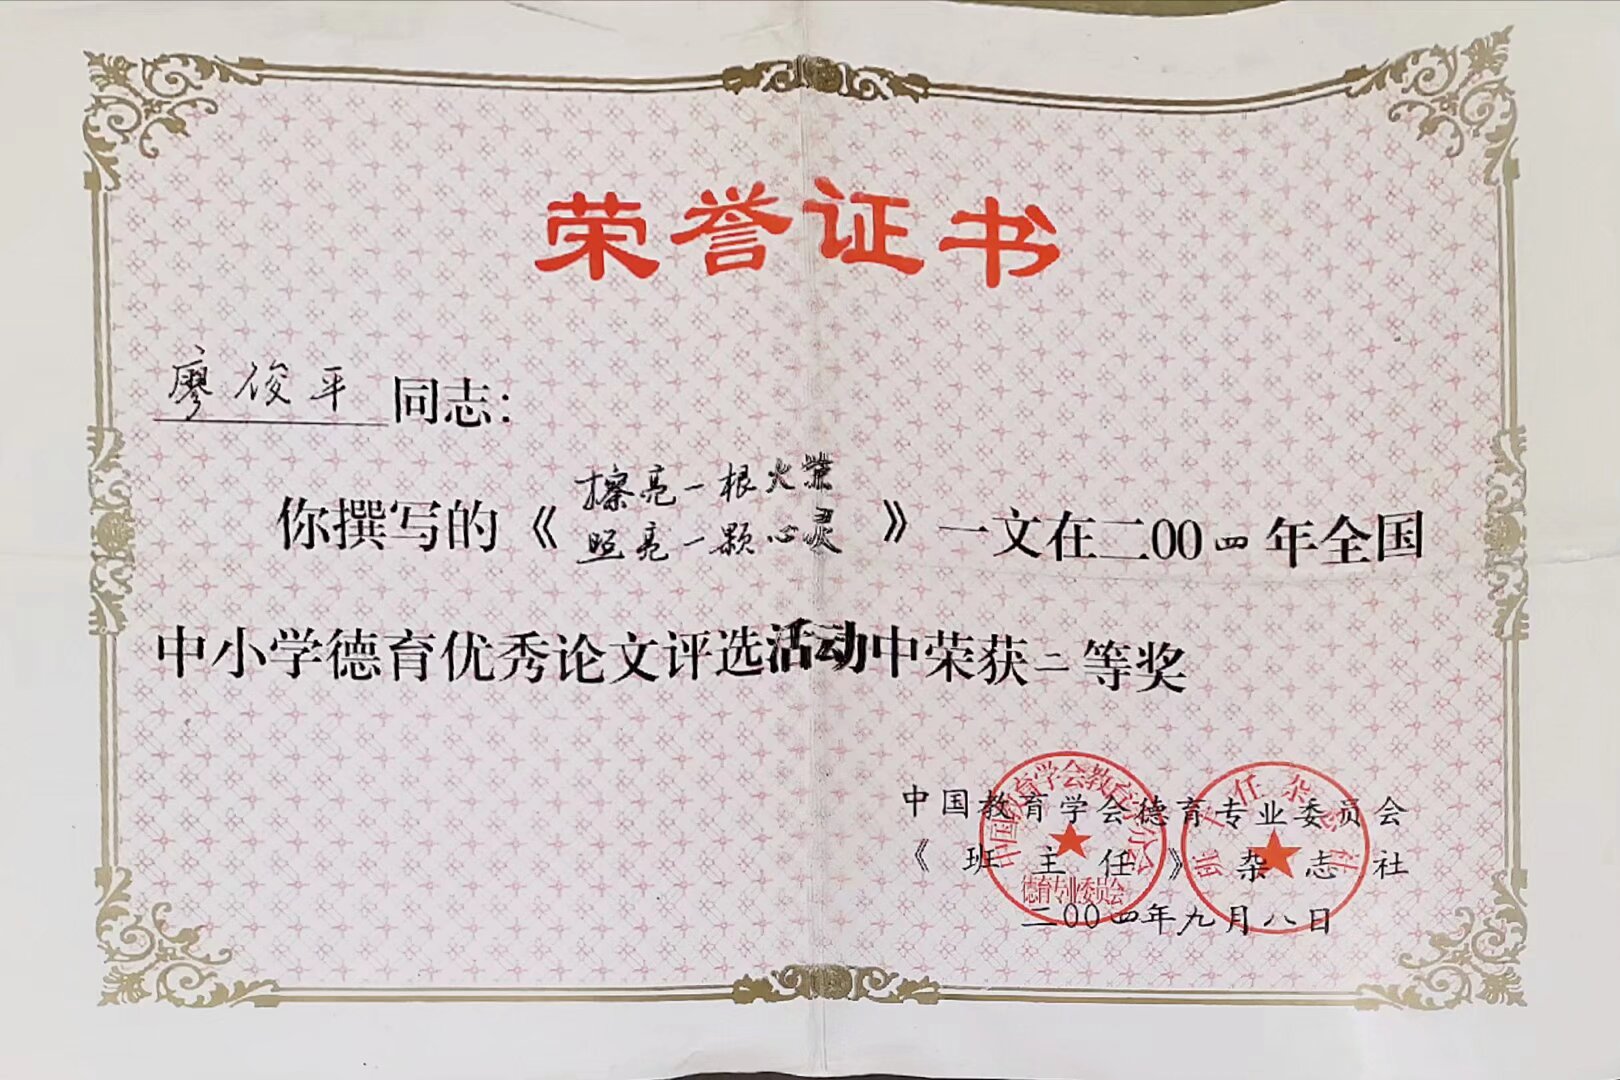 荣誉证书
廖俊平同志:
你撰写的《擦亮一根火柴
照亮一颗心灵》一文在二00四年全国
中小学德育优秀论文评选活动中荣获二等奖
中国教育学会德育专业委员会
《班主任》杂志社
二00四年九月八日
中国教育学会教育分会
德育专业委员会
班主任杂志社